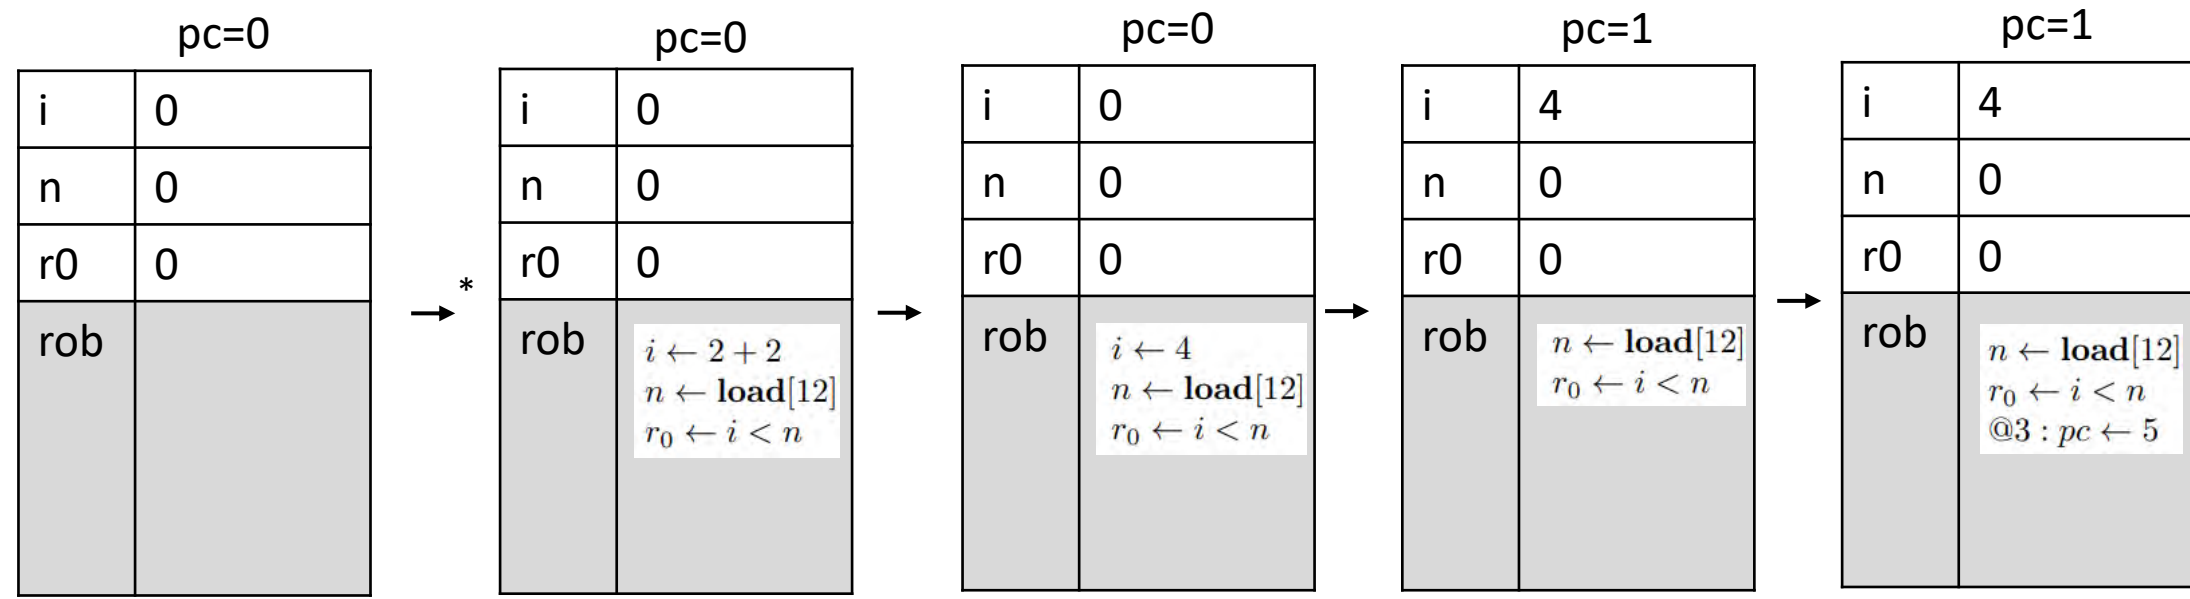 pc=0
i 0
n 0
r0 0
rob
*
pc=0
i 0
n 0
r0 0
rob
i ← 2 + 2
n ← load[12]
r₀ ← i < n
pc=0
i 0
n 0
r0 0
rob
i ← 4
n ← load[12]
r₀ ← i < n
pc=1
i 4
n 0
r0 0
rob
n ← load[12]
r₀ ← i < n
pc=1
i 4
n 0
r0 0
rob
n ← load[12]
r₀ ← i < n
@3 : pc ← 5